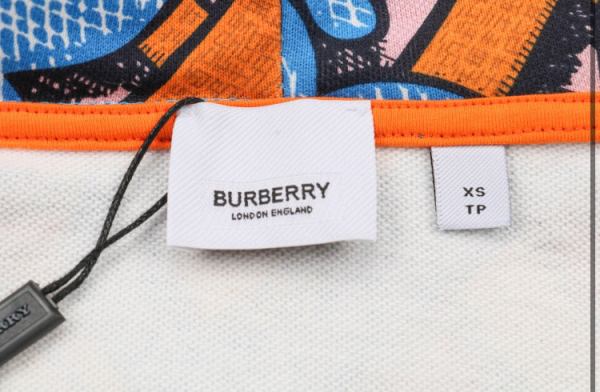 BURBERRY
LONDON ENGLAND
XS
TP